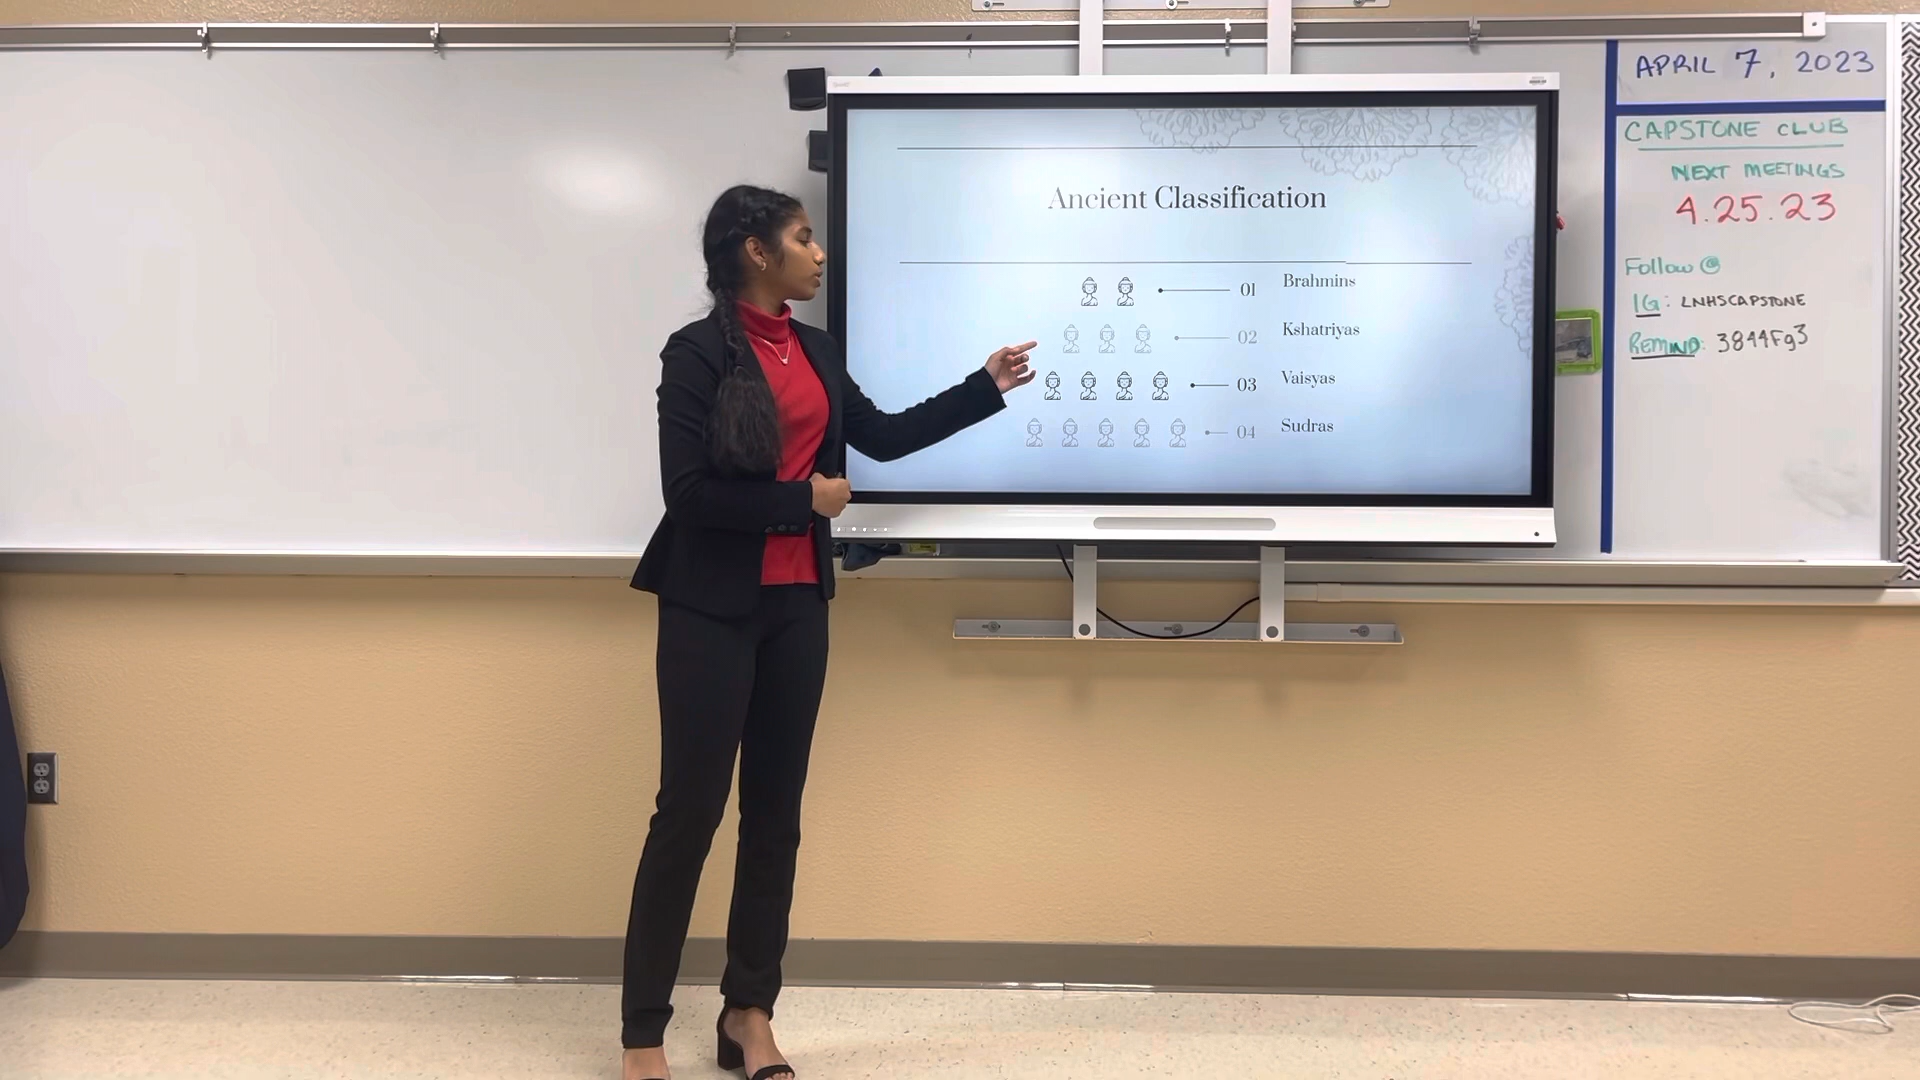 Ancient Classification
01 Brahmins
02 Kshatriyas
03 Vaisyas
04 Sudras
APRIL 7, 2023
CAPSTONE CLUB
NEXT MEETINGS
4.25.23
Follow @
IG: LNHSCAPSTONE
REMIND: 3844Fg3